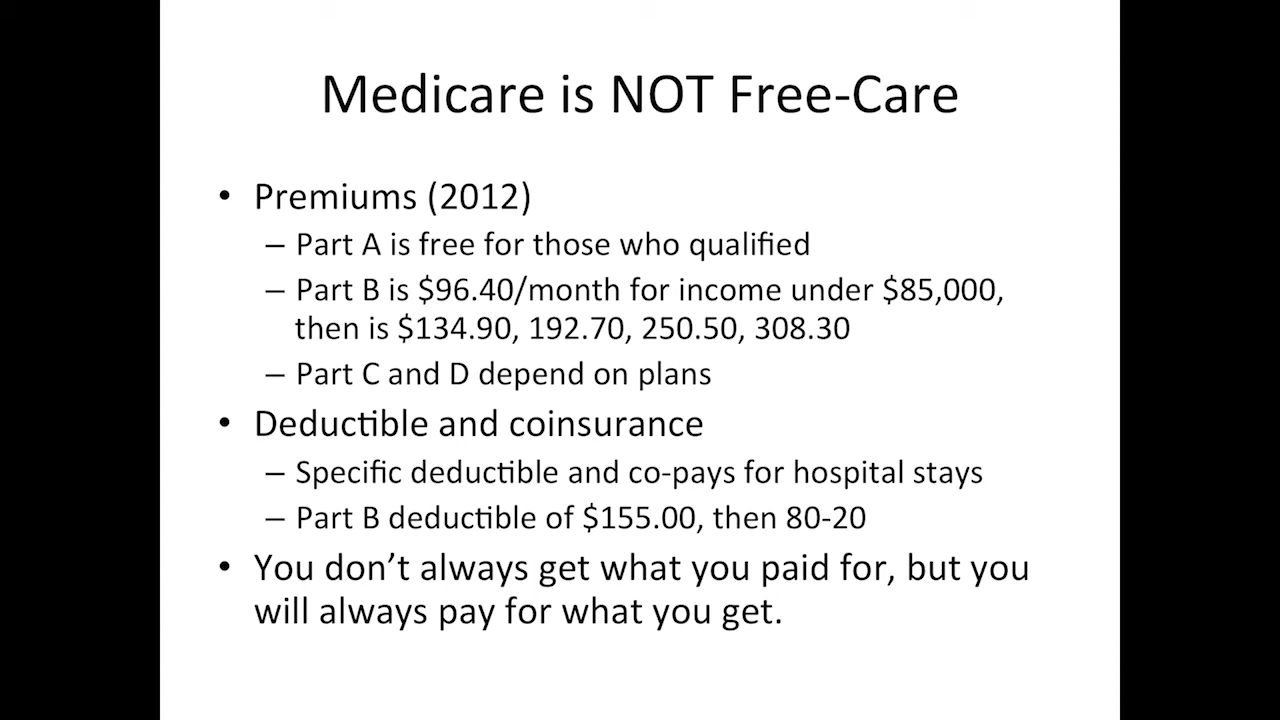 Medicare is NOT Free-Care
• Premiums (2012)
– Part A is free for those who qualified
– Part B is $96.40/month for income under $85,000,
then is $134.90, 192.70, 250.50, 308.30
– Part C and D depend on plans
• Deductible and coinsurance
– Specific deductible and co-pays for hospital stays
– Part B deductible of $155.00, then 80-20
• You don’t always get what you paid for, but you
will always pay for what you get.